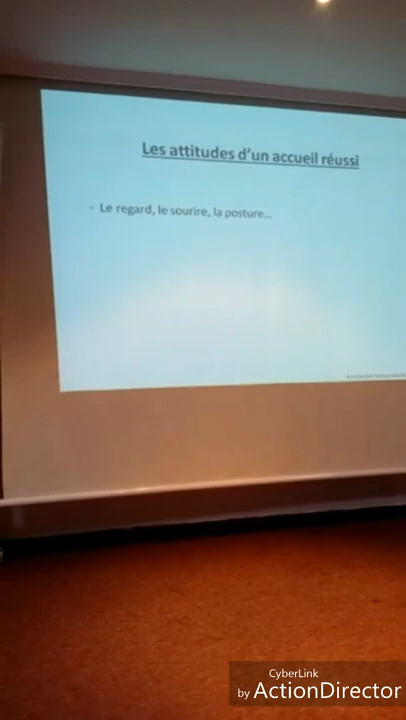 Les attitudes d'un accueil réussi
- Le regard, le sourire, la posture...
CyberLink
by ActionDirector